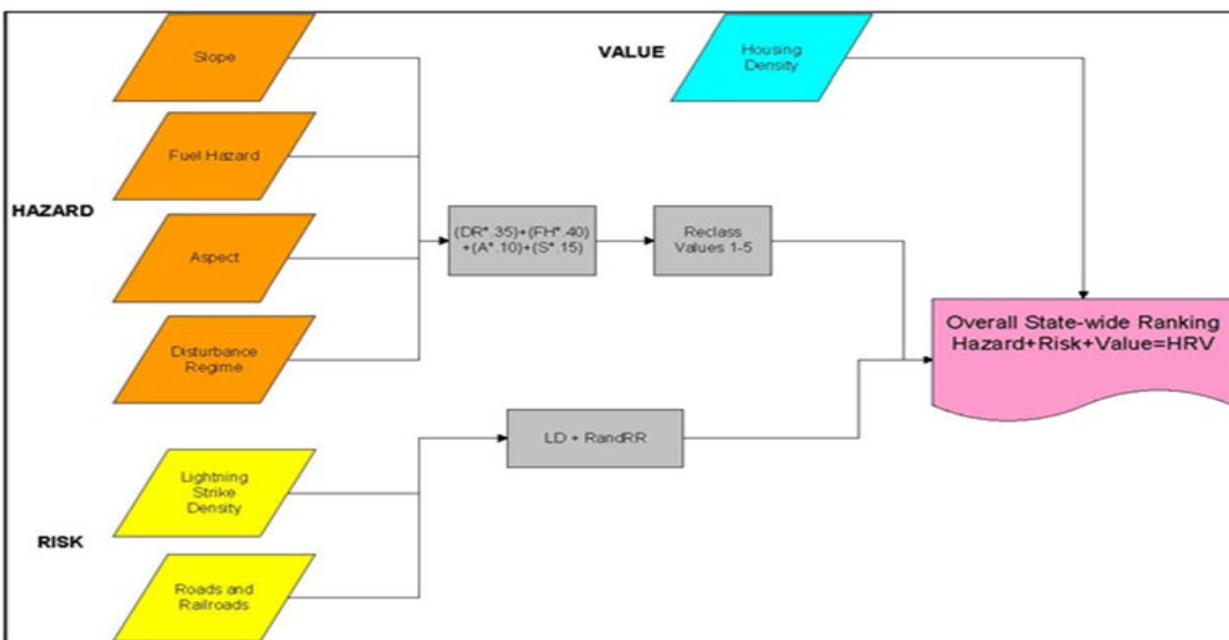 Slope
VALUE
Housing
Density
Fuel Hazard
HAZARD
(DR*.35)+(FH*.40)
+(A*.10)+(S*.15)
Reclass
Values 1-5
Aspect
Overall State-wide Ranking
Hazard+Risk+Value=HRV
Disturbance
Regime
LD + RandRR
Lightning
Strike
Density
RISK
Roads and
Railroads